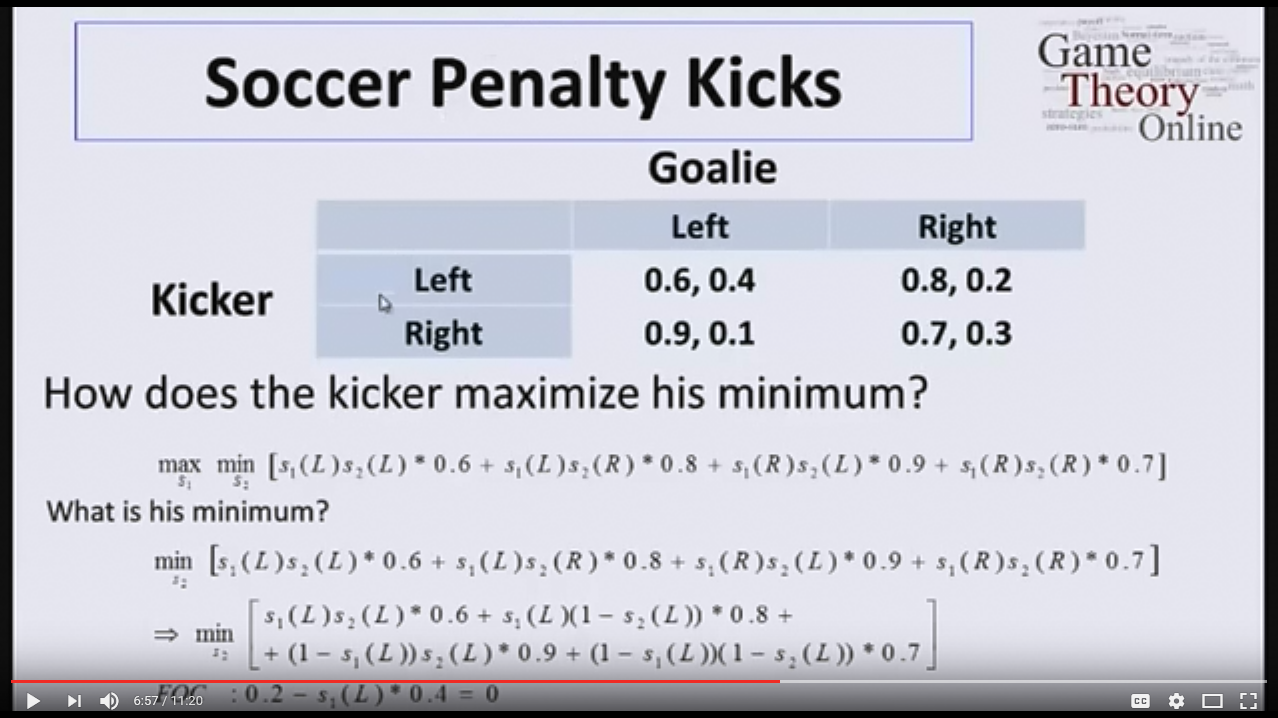 Soccer Penalty Kicks
Game
Theory
Online
equilibrium
strategies
Goalie
Left Right
Kicker
Left 0.6, 0.4 0.8, 0.2
Right 0.9, 0.1 0.7, 0.3
How does the kicker maximize his minimum?
max min [s₁(L)s₂(L)*0.6 + s₁(L)s₂(R)*0.8 + s₁(R)s₂(L)*0.9 + s₁(R)s₂(R)*0.7]
s₁ s₂
What is his minimum?
min [s₁(L)s₂(L)*0.6 + s₁(L)s₂(R)*0.8 + s₁(R)s₂(L)*0.9 + s₁(R)s₂(R)*0.7]
s₂
⇒ min [s₁(L)s₂(L)*0.6 + s₁(L)(1 − s₂(L))*0.8 +
s₂ + (1 − s₁(L))s₂(L)*0.9 + (1 − s₁(L))(1 − s₂(L))*0.7]
FOC : 0.2 − s₁(L)*0.4 = 0
6:57 / 11:20
CC